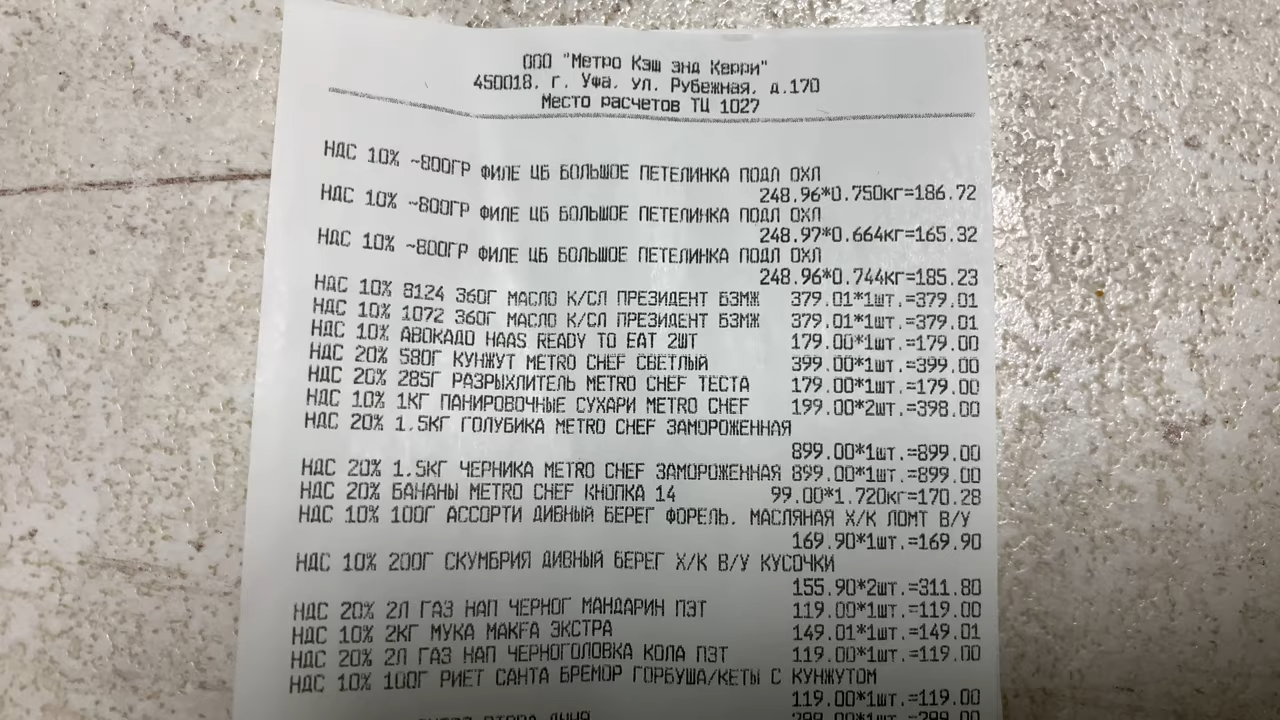 ООО "Метро Кэш энд Керри"
450018, г. Уфа, ул. Рубежная, д.170
Место расчетов ТЦ 1027
НДС 10% ~800ГР ФИЛЕ ЦБ БОЛЬШОЕ ПЕТЕЛИНКА ПОДЛ ОХЛ
248.96*0.750кг=186.72
НДС 10% ~800ГР ФИЛЕ ЦБ БОЛЬШОЕ ПЕТЕЛИНКА ПОДЛ ОХЛ
248.97*0.664кг=165.32
НДС 10% ~800ГР ФИЛЕ ЦБ БОЛЬШОЕ ПЕТЕЛИНКА ПОДЛ ОХЛ
248.96*0.744кг=185.23
НДС 10% 8124 360Г МАСЛО К/СЛ ПРЕЗИДЕНТ БЗМЖ 379.01*1шт.=379.01
НДС 10% 1072 360Г МАСЛО К/СЛ ПРЕЗИДЕНТ БЗМЖ 379.01*1шт.=379.01
НДС 10% АВОКАДО HAAS READY TO EAT 2ШТ 179.00*1шт.=179.00
НДС 20% 580Г КУНЖУТ METRO CHEF СВЕТЛЫЙ 399.00*1шт.=399.00
НДС 20% 285Г РАЗРЫХЛИТЕЛЬ METRO CHEF ТЕСТА 179.00*1шт.=179.00
НДС 10% 1КГ ПАНИРОВОЧНЫЕ СУХАРИ METRO CHEF 199.00*2шт.=398.00
НДС 20% 1.5КГ ГОЛУБИКА METRO CHEF ЗАМОРОЖЕННАЯ
899.00*1шт.=899.00
НДС 20% 1.5КГ ЧЕРНИКА METRO CHEF ЗАМОРОЖЕННАЯ 899.00*1шт.=899.00
НДС 20% БАНАНЫ METRO CHEF КНОПКА 14 99.00*1.720кг=170.28
НДС 10% 100Г АССОРТИ ДИВНЫЙ БЕРЕГ ФОРЕЛЬ, МАСЛЯНАЯ Х/К ЛОМТ В/У
169.90*1шт.=169.90
НДС 10% 200Г СКУМБРИЯ ДИВНЫЙ БЕРЕГ Х/К В/У КУСОЧКИ
155.90*2шт.=311.80
НДС 20% 2Л ГАЗ НАП ЧЕРНОГ МАНДАРИН ПЭТ 119.00*1шт.=119.00
НДС 10% 2КГ МУКА МАКFА ЭКСТРА 149.01*1шт.=149.01
НДС 20% 2Л ГАЗ НАП ЧЕРНОГОЛОВКА КОЛА ПЭТ 119.00*1шт.=119.00
НДС 10% 100Г РИЕТ САНТА БРЕМОР ГОРБУША/КЕТЫ С КУНЖУТОМ
119.00*1шт.=119.00